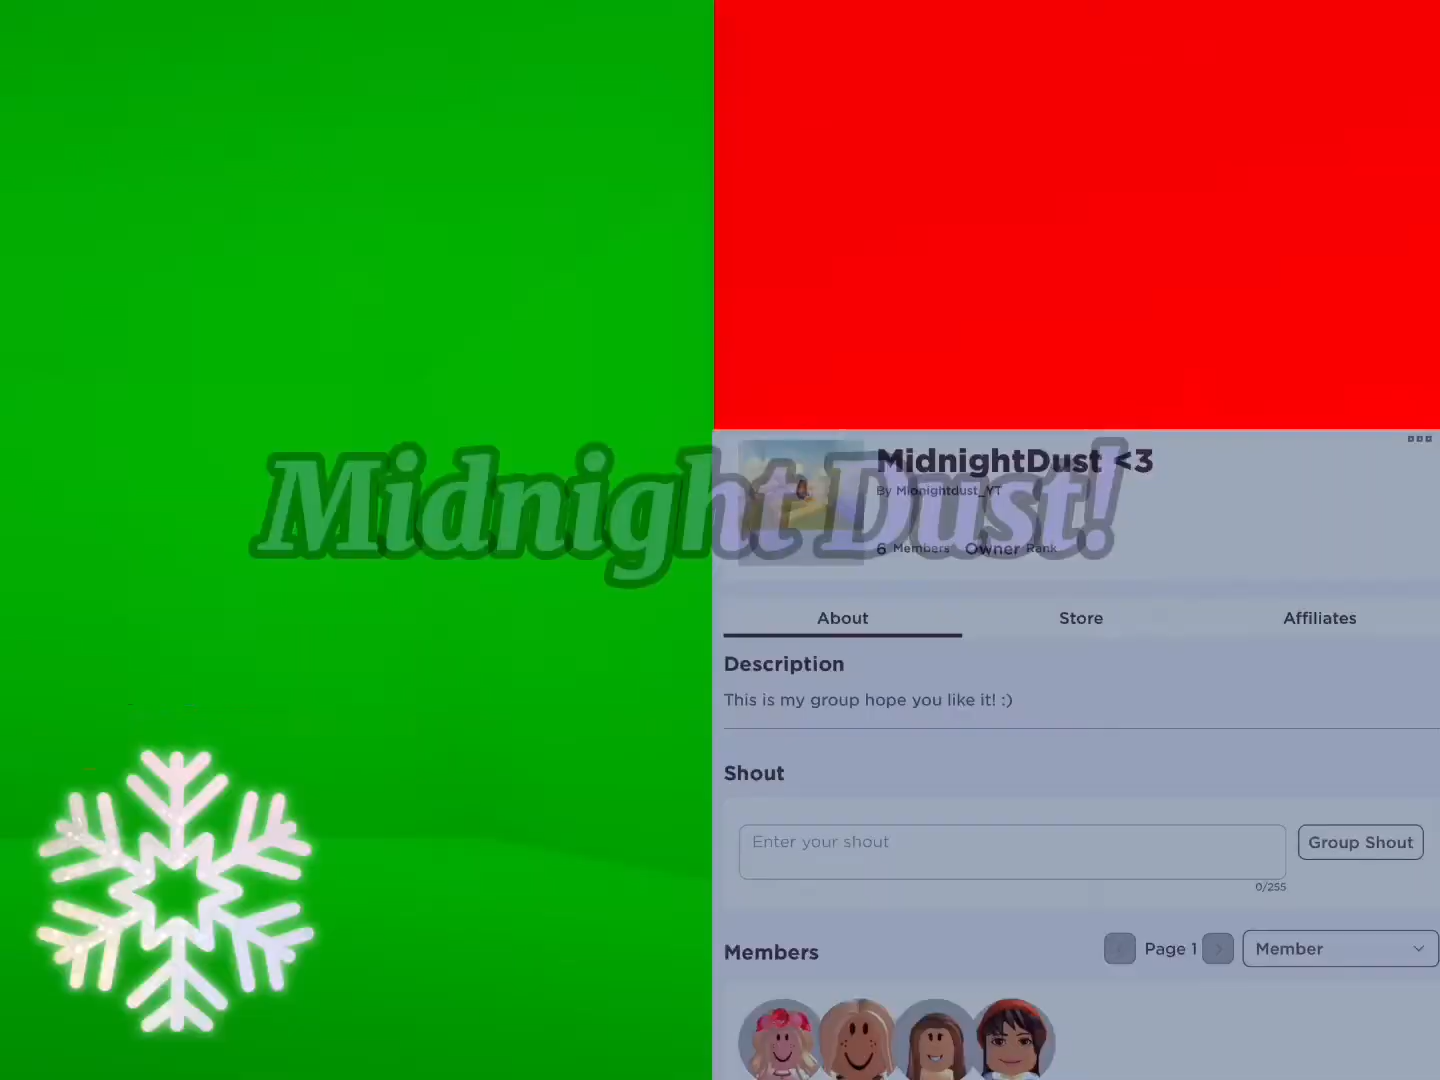 MidnightDust <3
By Midnightdust_YT
Midnight Dust!
6 Members Owner Rank
About Store Affiliates
Description
This is my group hope you like it! :)
Shout
Enter your shout
Group Shout
0/255
Members
Page 1
Member